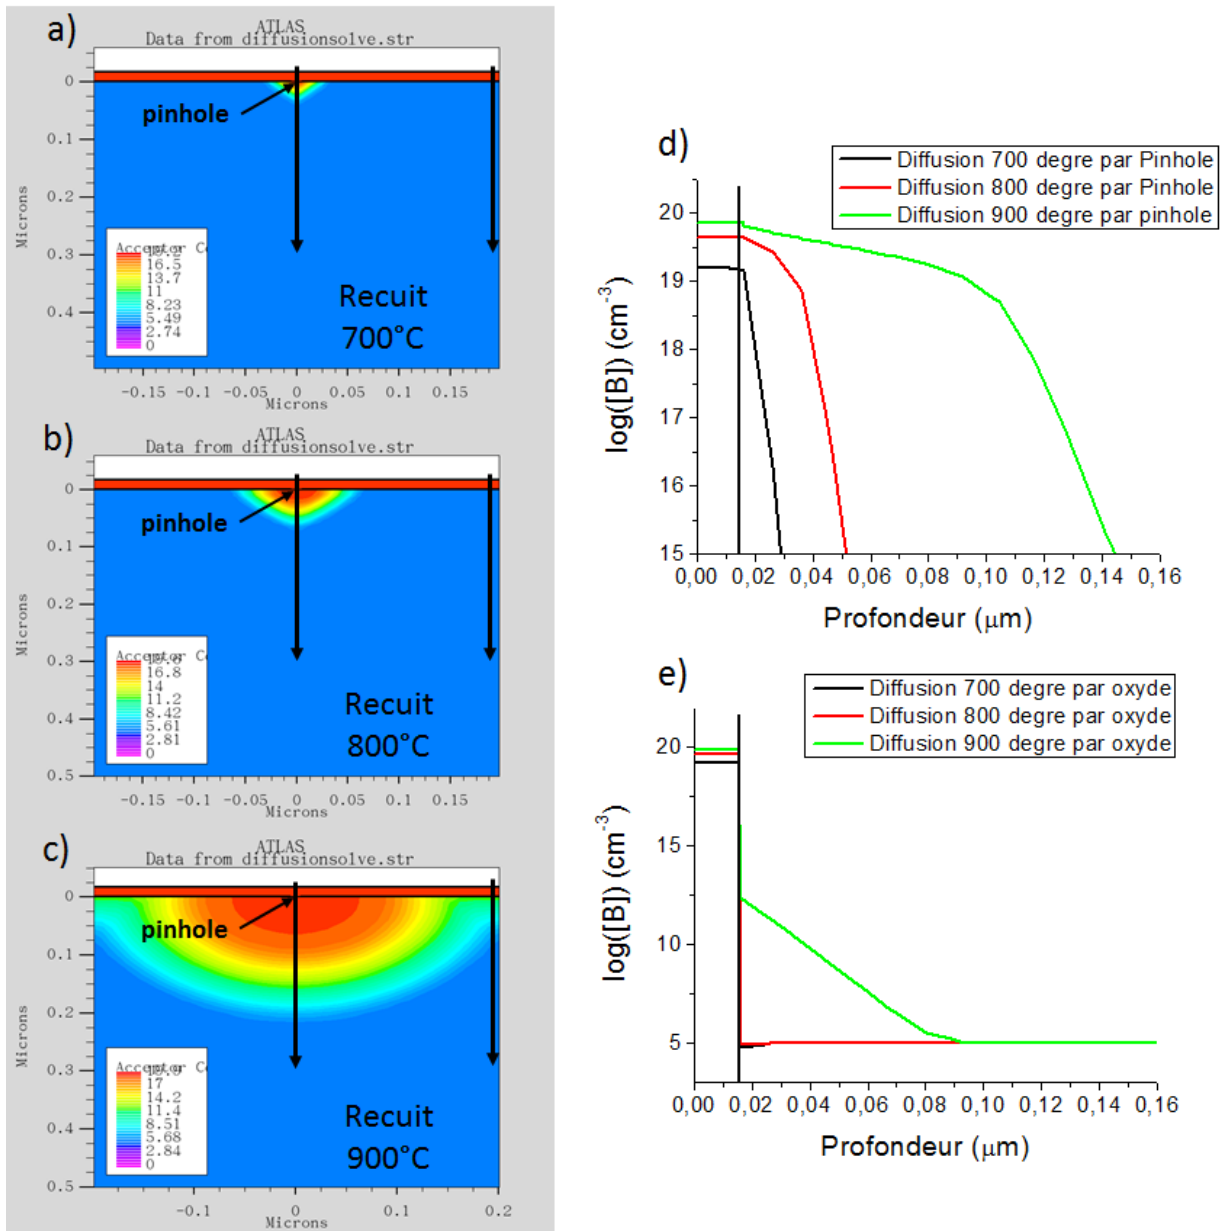 a)
ATLAS
Data from diffusionsolve.str
pinhole
Microns
0
0.1
0.2
0.3
0.4
Acceptor Co
19.2
16.5
13.7
11
8.23
5.49
2.74
0
Recuit
700°C
-0.15 -0.1 -0.05 0 0.05 0.1 0.15
Microns
b)
ATLAS
Data from diffusionsolve.str
pinhole
Microns
0
0.1
0.2
0.3
0.4
0.5
Acceptor Co
16.8
14
11.2
8.42
5.61
2.81
0
Recuit
800°C
-0.15 -0.1 -0.05 0 0.05 0.1 0.15
Microns
c)
ATLAS
Data from diffusionsolve.str
pinhole
Microns
0
0.1
0.2
0.3
0.4
0.5
Acceptor Co
17
14.2
11.4
8.51
5.68
2.84
0
Recuit
900°C
-0.1 0 0.1 0.2
Microns
d)
Diffusion 700 degre par Pinhole
Diffusion 800 degre par Pinhole
Diffusion 900 degre par pinhole
log([B]) (cm⁻³)
20
19
18
17
16
15
0,00 0,02 0,04 0,06 0,08 0,10 0,12 0,14 0,16
Profondeur (μm)
e)
Diffusion 700 degre par oxyde
Diffusion 800 degre par oxyde
Diffusion 900 degre par oxyde
log([B]) (cm⁻³)
20
15
10
5
0,00 0,02 0,04 0,06 0,08 0,10 0,12 0,14 0,16
Profondeur (μm)